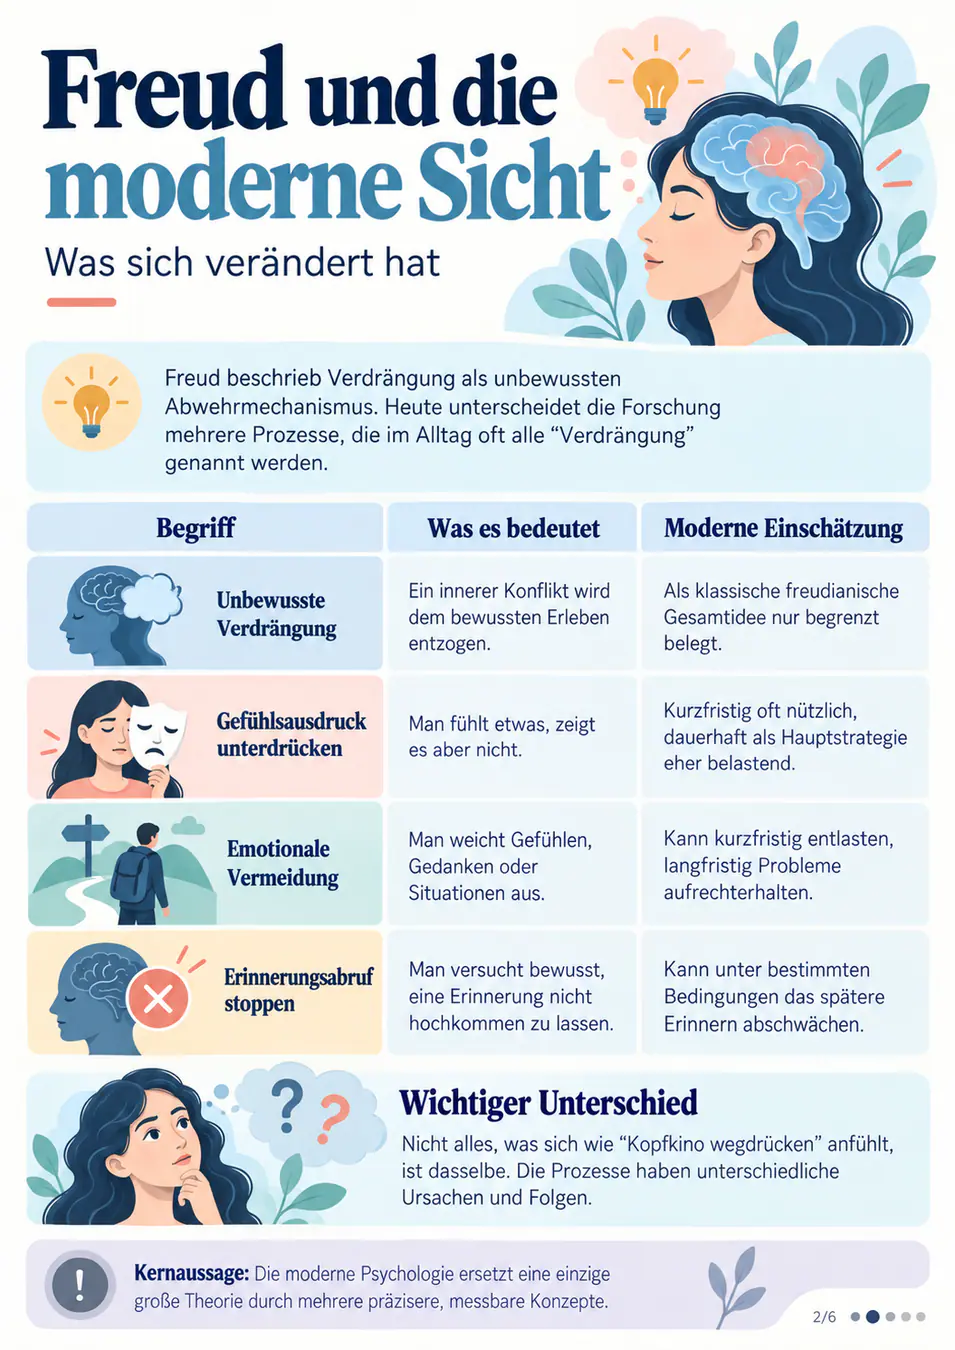 Freud und die
moderne Sicht
Was sich verändert hat
Freud beschrieb Verdrängung als unbewussten
Abwehrmechanismus. Heute unterscheidet die Forschung
mehrere Prozesse, die im Alltag oft alle “Verdrängung”
genannt werden.
Begriff
Was es bedeutet
Moderne Einschätzung
Unbewusste
Verdrängung
Ein innerer Konflikt wird
dem bewussten Erleben
entzogen.
Als klassische freudianische
Gesamtidee nur begrenzt
belegt.
Gefühlsausdruck
unterdrücken
Man fühlt etwas, zeigt
es aber nicht.
Kurzfristig oft nützlich,
dauerhaft als Hauptstrategie
eher belastend.
Emotionale
Vermeidung
Man weicht Gefühlen,
Gedanken oder
Situationen aus.
Kann kurzfristig entlasten,
langfristig Probleme
aufrechterhalten.
Erinnerungsabruf
stoppen
Man versucht bewusst,
eine Erinnerung nicht
hochkommen zu lassen.
Kann unter bestimmten
Bedingungen das spätere
Erinnern abschwächen.
? ?
Wichtiger Unterschied
Nicht alles, was sich wie “Kopfkino wegdrücken” anfühlt,
ist dasselbe. Die Prozesse haben unterschiedliche
Ursachen und Folgen.
!
Kernaussage: Die moderne Psychologie ersetzt eine einzige
große Theorie durch mehrere präzisere, messbare Konzepte.
2/6